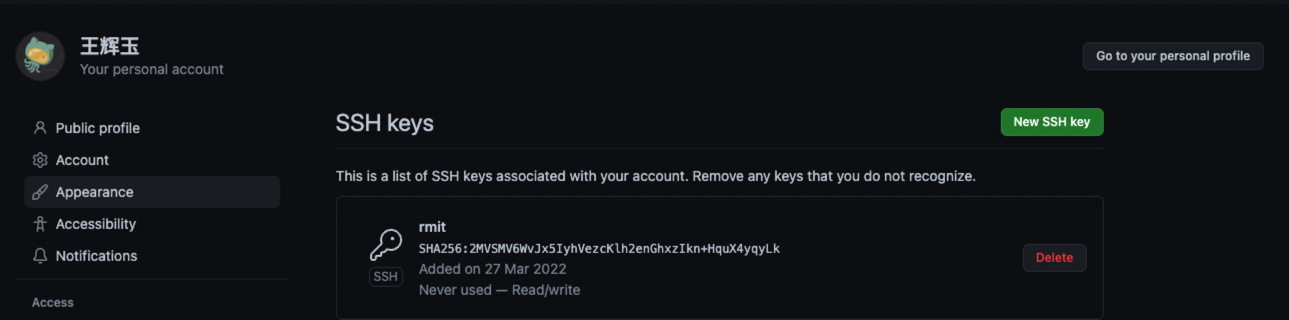 王辉玉
Your personal account
Go to your personal profile
Public profile
Account
Appearance
Accessibility
Notifications
Access
SSH keys
New SSH key
This is a list of SSH keys associated with your account. Remove any keys that you do not recognize.
rmit
SHA256:2MVSMV6WvJx5IyhVezcKlh2enGhxzIkn+HquX4yqyLk
SSH
Added on 27 Mar 2022
Never used — Read/write
Delete